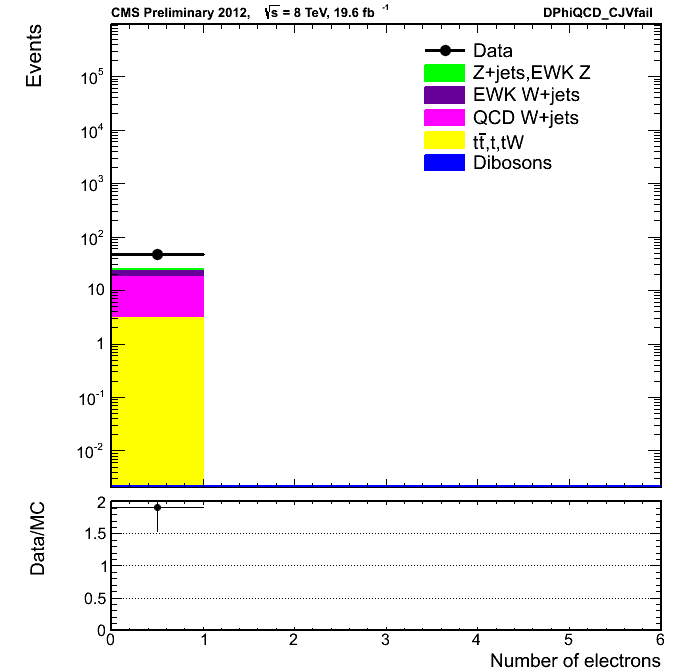 CMS Preliminary 2012, √s = 8 TeV, 19.6 fb⁻¹ DPhiQCD_CJVfail
Events
Data
Z+jets,EWK Z
EWK W+jets
QCD W+jets
tt̅,t,tW
Dibosons
10⁵
10⁴
10³
10²
10
1
10⁻¹
10⁻²
Data/MC
2
1.5
1
0.5
0
0 1 2 3 4 5 6
Number of electrons